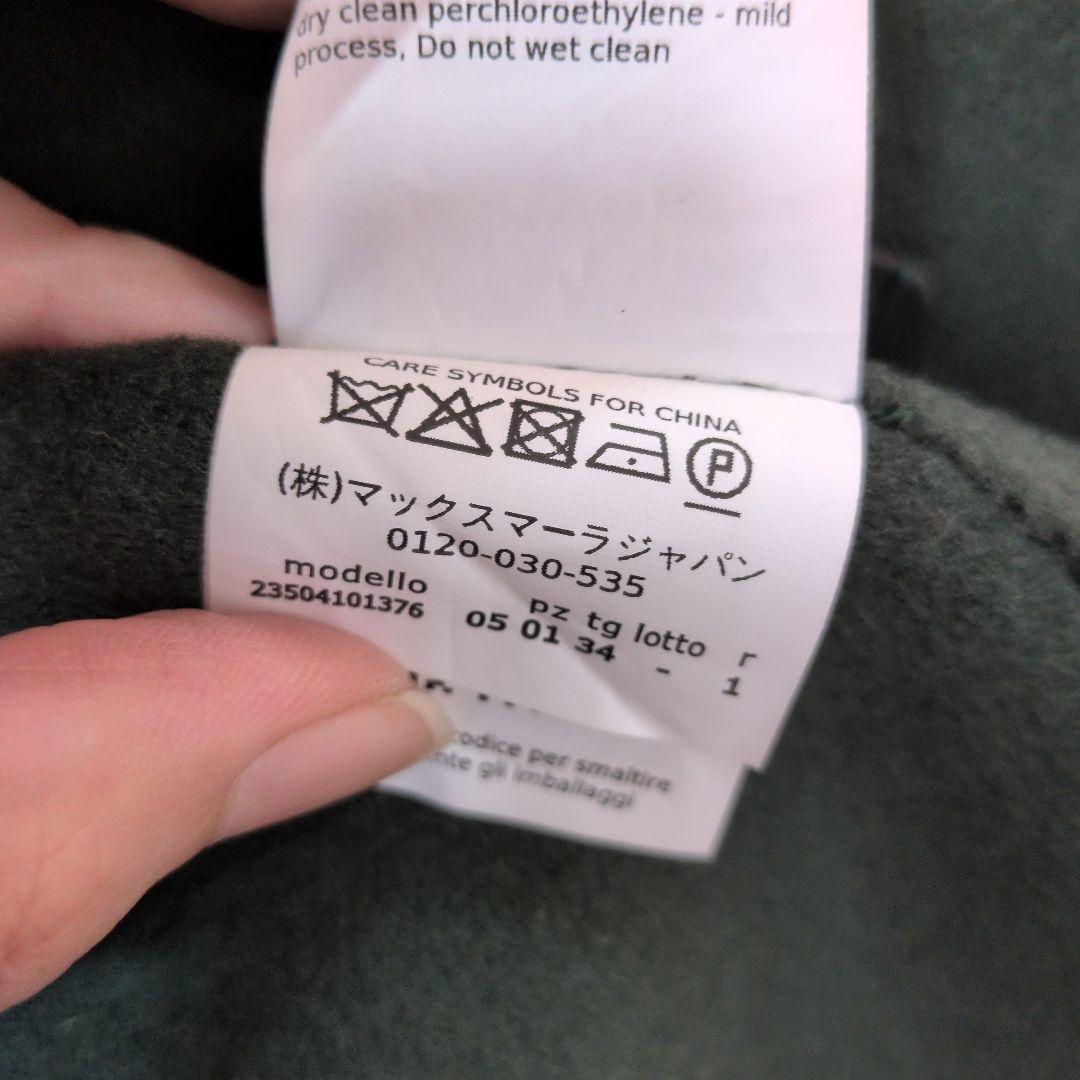 dry clean perchloroethylene - mild
process, Do not wet clean
CARE SYMBOLS FOR CHINA
P
(株)マックスマーラジャパン
0120-030-535
modello pz tg lotto r
23504101376 05 01 34 - 1
codice per smaltire
gli imballaggi